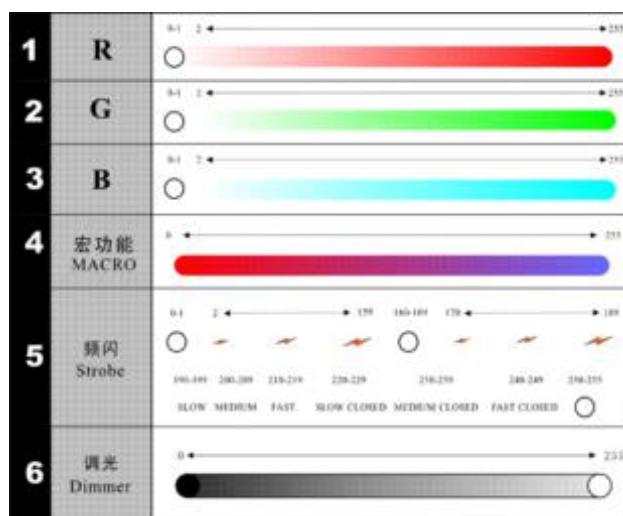 1
R
0-1 2 255
2
G
0-1 2 255
3
B
0-1 2 255
4
宏功能
MACRO
0 255
5
频闪
Strobe
0-1 2 159 160-169 170 189
190-199 200-209 210-219 220-229 230-239 240-249 250-255
SLOW MEDIUM FAST SLOW CLOSED MEDIUM CLOSED FAST CLOSED
6
调光
Dimmer
0 255